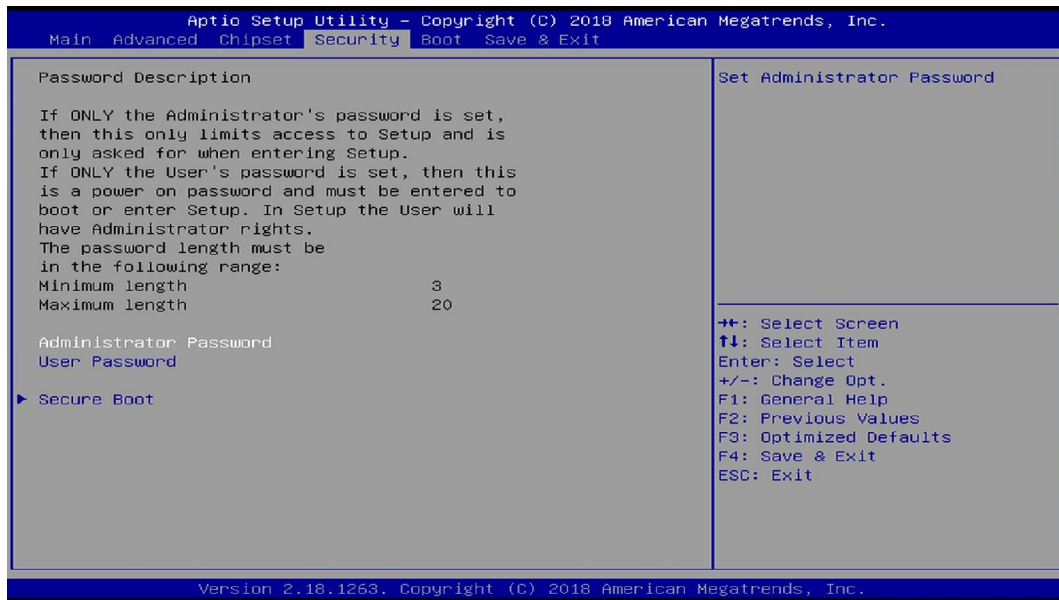 Aptio Setup Utility – Copyright (C) 2018 American Megatrends, Inc.
Main Advanced Chipset Security Boot Save & Exit
Password Description
If ONLY the Administrator's password is set,
then this only limits access to Setup and is
only asked for when entering Setup.
If ONLY the User's password is set, then this
is a power on password and must be entered to
boot or enter Setup. In Setup the User will
have Administrator rights.
The password length must be
in the following range:
Minimum length 3
Maximum length 20
Administrator Password
User Password
► Secure Boot
Set Administrator Password
→←: Select Screen
↑↓: Select Item
Enter: Select
+/-: Change Opt.
F1: General Help
F2: Previous Values
F3: Optimized Defaults
F4: Save & Exit
ESC: Exit
Version 2.18.1263. Copyright (C) 2018 American Megatrends, Inc.